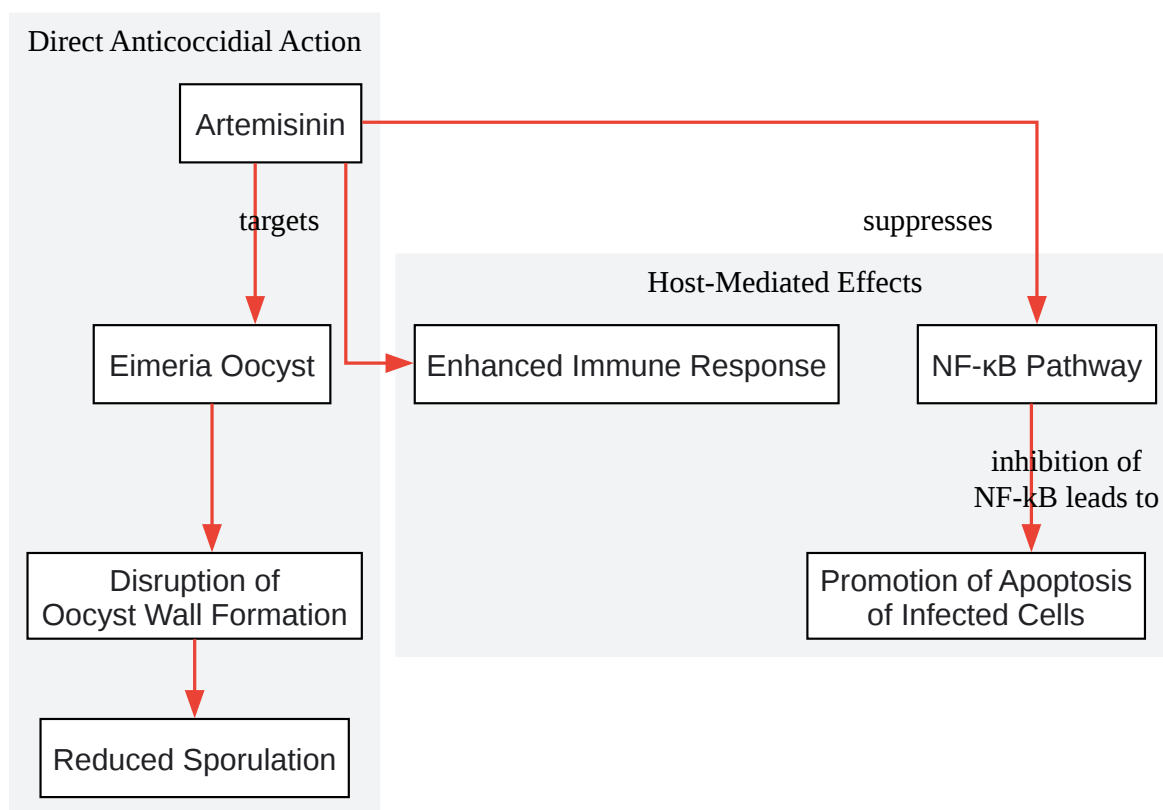 Direct Anticoccidial Action
Artemisinin
targets
suppresses
Host-Mediated Effects
Eimeria Oocyst
Enhanced Immune Response
NF-κB Pathway
inhibition of
NF-kB leads to
Disruption of
Oocyst Wall Formation
Promotion of Apoptosis
of Infected Cells
Reduced Sporulation